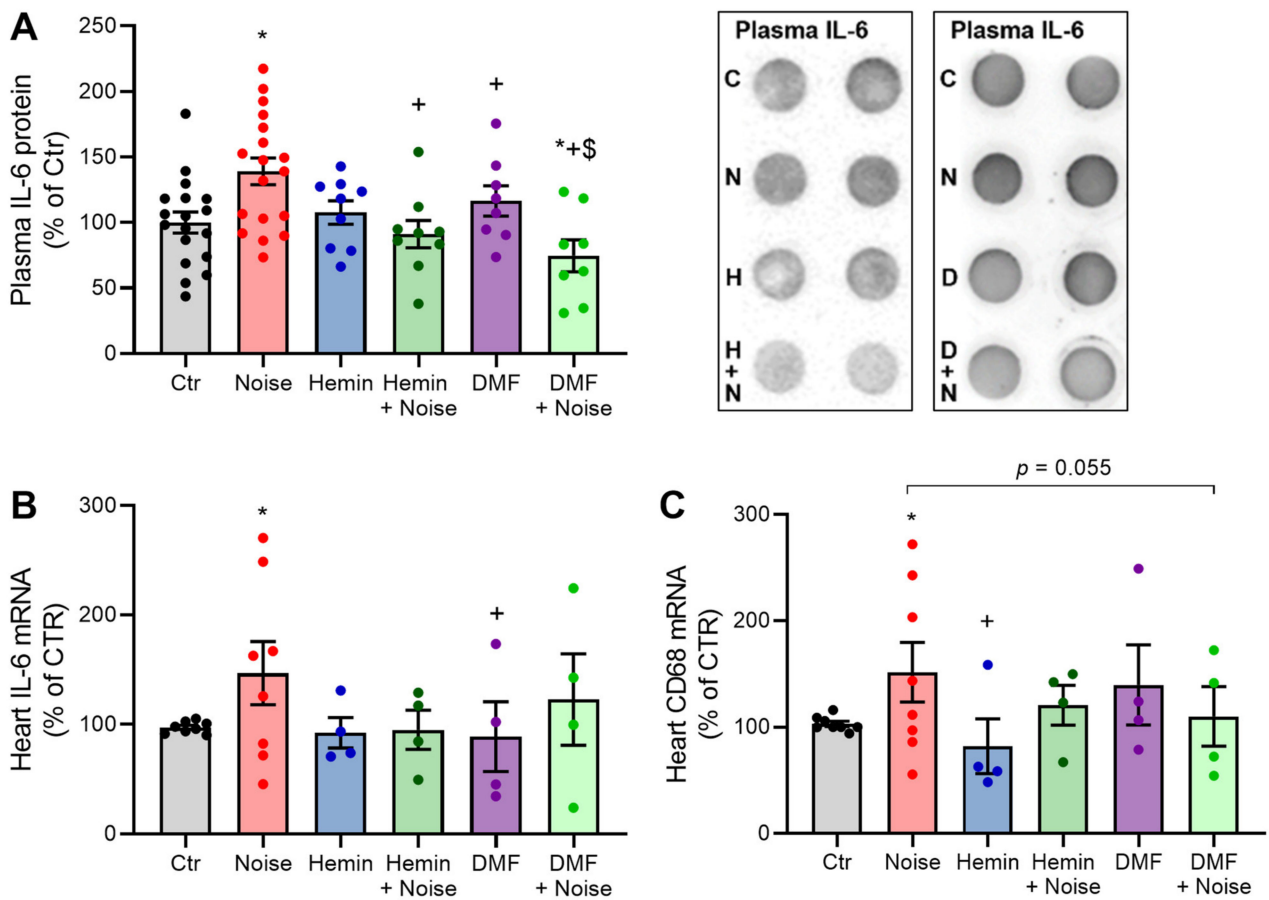 A
Plasma IL-6 protein
(% of Ctr)
250
200
150
100
50
0
*
+
+
*+$
Ctr
Noise
Hemin
Hemin
+ Noise
DMF
DMF
+ Noise
Plasma IL-6
C
N
H
H
+
N
Plasma IL-6
C
N
D
D
+
N
B
Heart IL-6 mRNA
(% of CTR)
300
200
100
0
*
+
Ctr
Noise
Hemin
Hemin
+ Noise
DMF
DMF
+ Noise
C
Heart CD68 mRNA
(% of CTR)
300
200
100
0
p = 0.055
*
+
Ctr
Noise
Hemin
Hemin
+ Noise
DMF
DMF
+ Noise